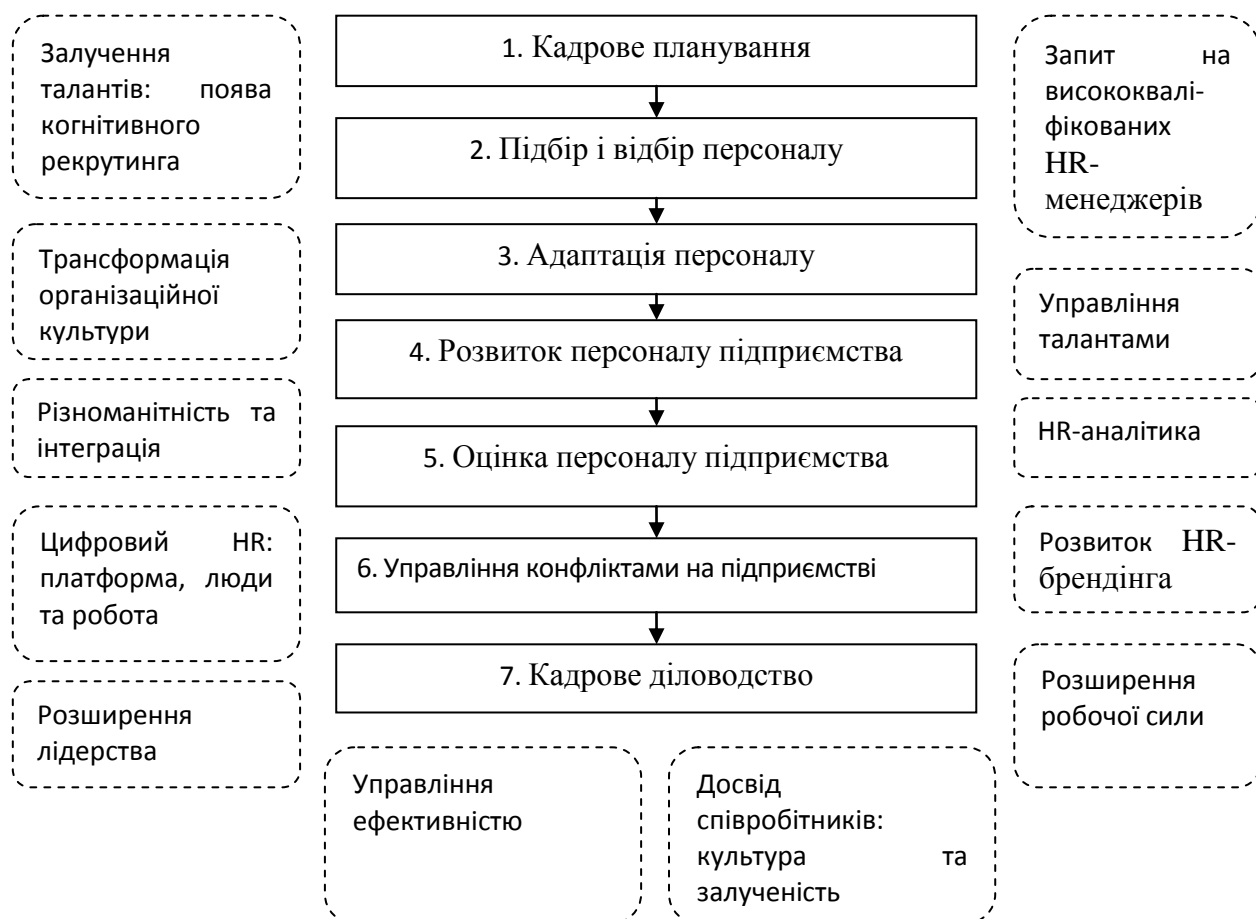 Залучення
талантів: поява
когнітивного
рекрутинга
Трансформація
організаційної
культури
Різноманітність та
інтеграція
Цифровий HR:
платформа, люди
та робота
Розширення
лідерства
1. Кадрове планування
2. Підбір і відбір персоналу
3. Адаптація персоналу
4. Розвиток персоналу підприємства
5. Оцінка персоналу підприємства
6. Управління конфліктами на підприємстві
7. Кадрове діловодство
Запит на
висококвалі-
фікованих
HR-
менеджерів
Управління
талантами
HR-аналітика
Розвиток HR-
брендінга
Розширення
робочої сили
Управління
ефективністю
Досвід
співробітників:
культура та
залученість